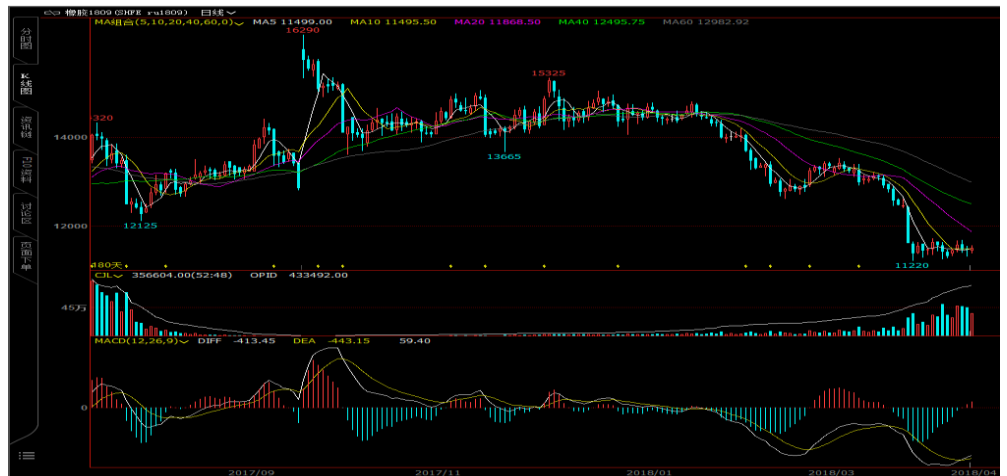 橡胶1809(SHFE ru1809) 日线
MA组合(5,10,20,40,60,0) MA5 11499.00 MA10 11495.50 MA20 11868.50 MA40 12495.75 MA60 12982.92
分时图
K线图
资讯链
F10资料
讨论区
页面下单
16290
15325
320
14000
13665
12125
12000
11220
180天
CJL 356604.00(52:48) OPID 433492.00
45万
MACD(12,26,9) DIFF -413.45 DEA -443.15 59.40
0
2017/09 2017/11 2018/01 2018/03 2018/04